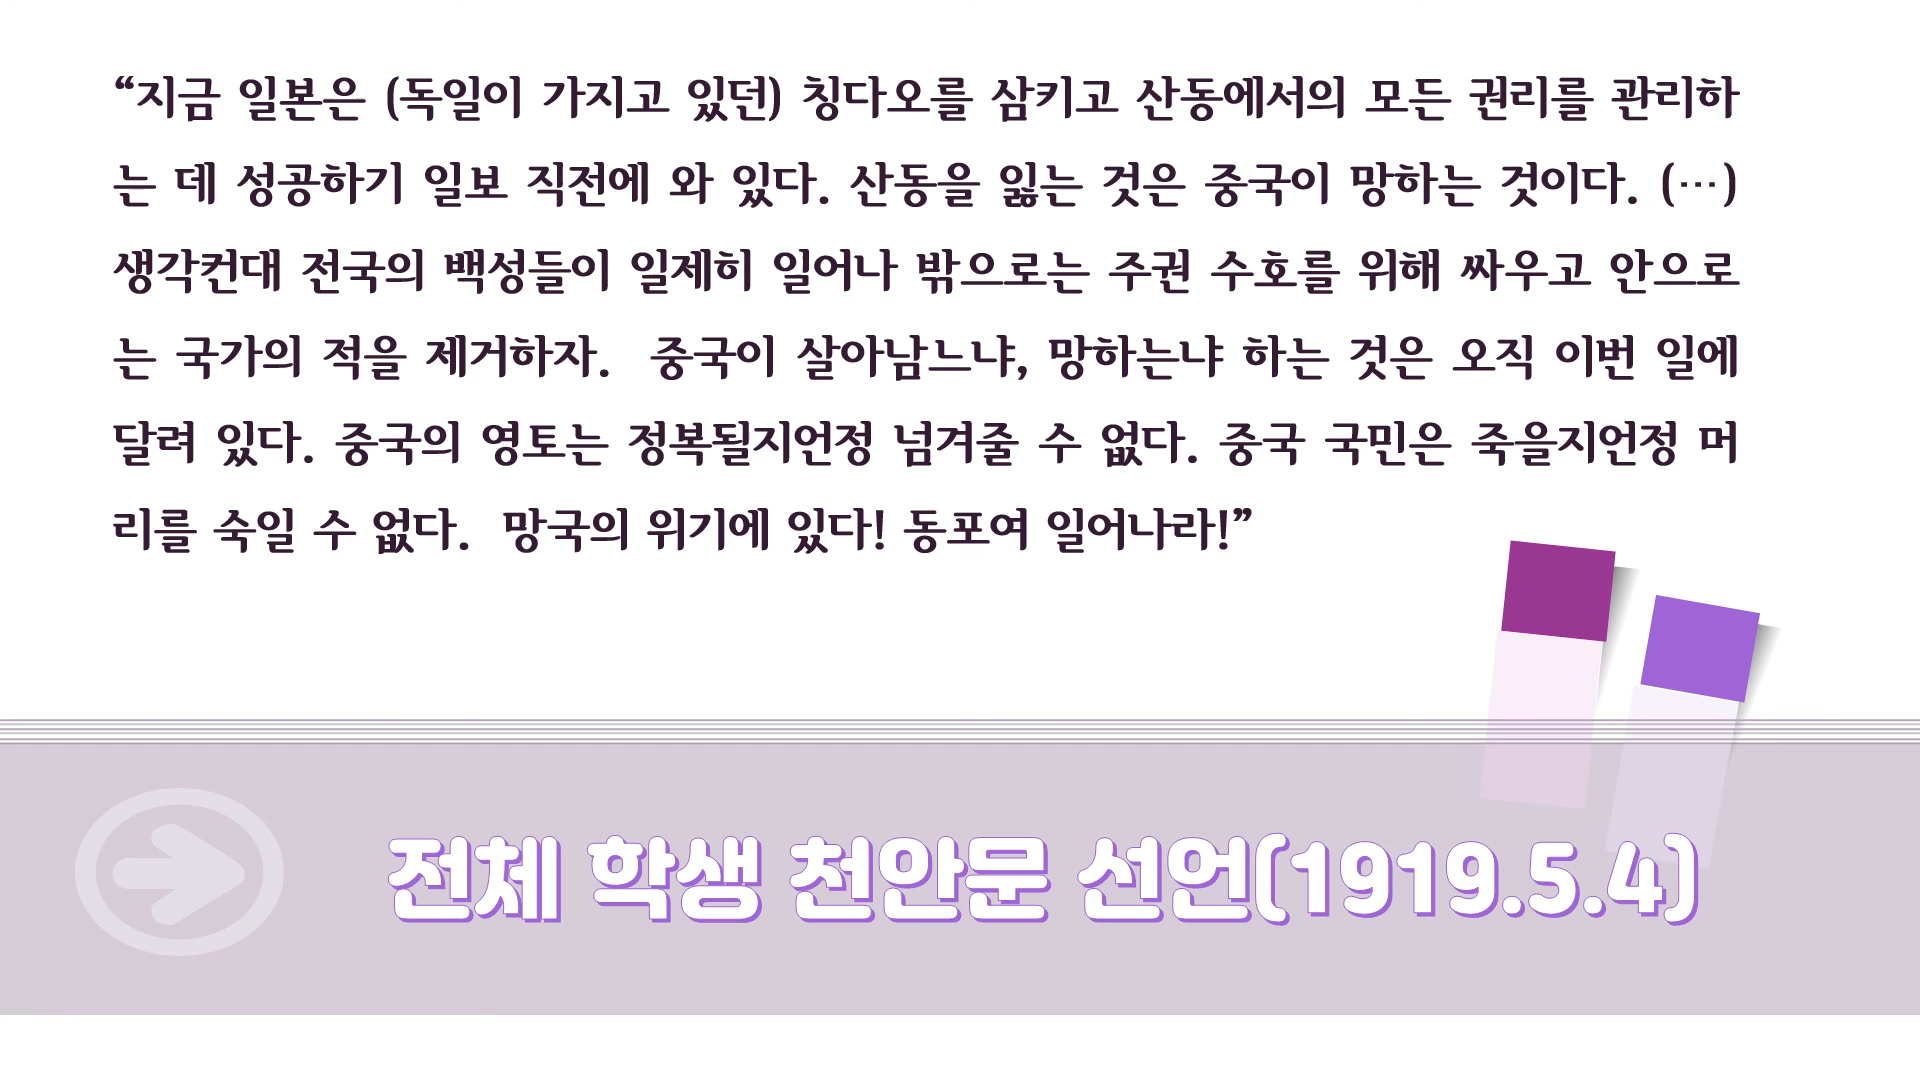 “지금 일본은 (독일이 가지고 있던) 칭다오를 삼키고 산동에서의 모든 권리를 관리하
는 데 성공하기 일보 직전에 와 있다. 산동을 잃는 것은 중국이 망하는 것이다. (…)
생각컨대 전국의 백성들이 일제히 일어나 밖으로는 주권 수호를 위해 싸우고 안으로
는 국가의 적을 제거하자.  중국이 살아남느냐, 망하는냐 하는 것은 오직 이번 일에
달려 있다. 중국의 영토는 정복될지언정 넘겨줄 수 없다. 중국 국민은 죽을지언정 머
리를 숙일 수 없다.  망국의 위기에 있다! 동포여 일어나라!”
전체 학생 천안문 선언(1919.5.4)